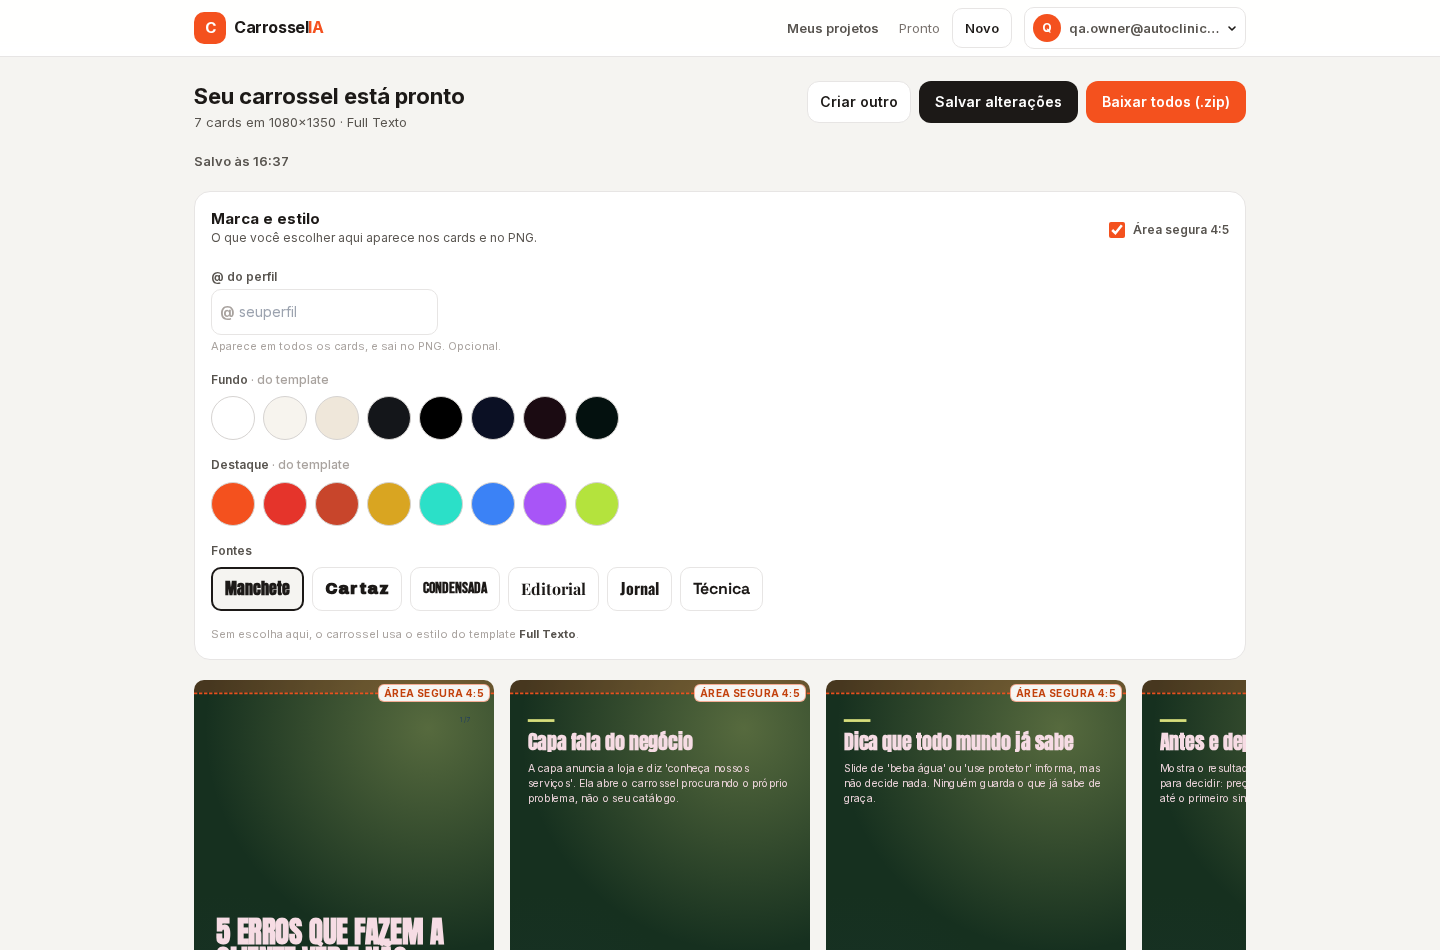 C CarrosselIA
Meus projetos Pronto Novo Q qa.owner@autoclinic...
Seu carrossel está pronto
7 cards em 1080×1350 · Full Texto
Criar outro Salvar alterações Baixar todos (.zip)
Salvo às 16:37
Marca e estilo
O que você escolher aqui aparece nos cards e no PNG.
Área segura 4:5
@ do perfil
@ seuperfil
Aparece em todos os cards, e sai no PNG. Opcional.
Fundo · do template
Destaque · do template
Fontes
Manchete Cartaz CONDENSADA Editorial Jornal Técnica
Sem escolha aqui, o carrossel usa o estilo do template Full Texto.
ÁREA SEGURA 4:5
1/7
5 ERROS QUE FAZEM A
ÁREA SEGURA 4:5
Capa fala do negócio
A capa anuncia a loja e diz 'conheça nossos
serviços'. Ela abre o carrossel procurando o próprio
problema, não o seu catálogo.
ÁREA SEGURA 4:5
Dica que todo mundo já sabe
Slide de 'beba água' ou 'use protetor' informa, mas
não decide nada. Ninguém guarda o que já sabe de
graça.
Antes e dep
Mostra o resultad
para decidir: preç
até o primeiro sin